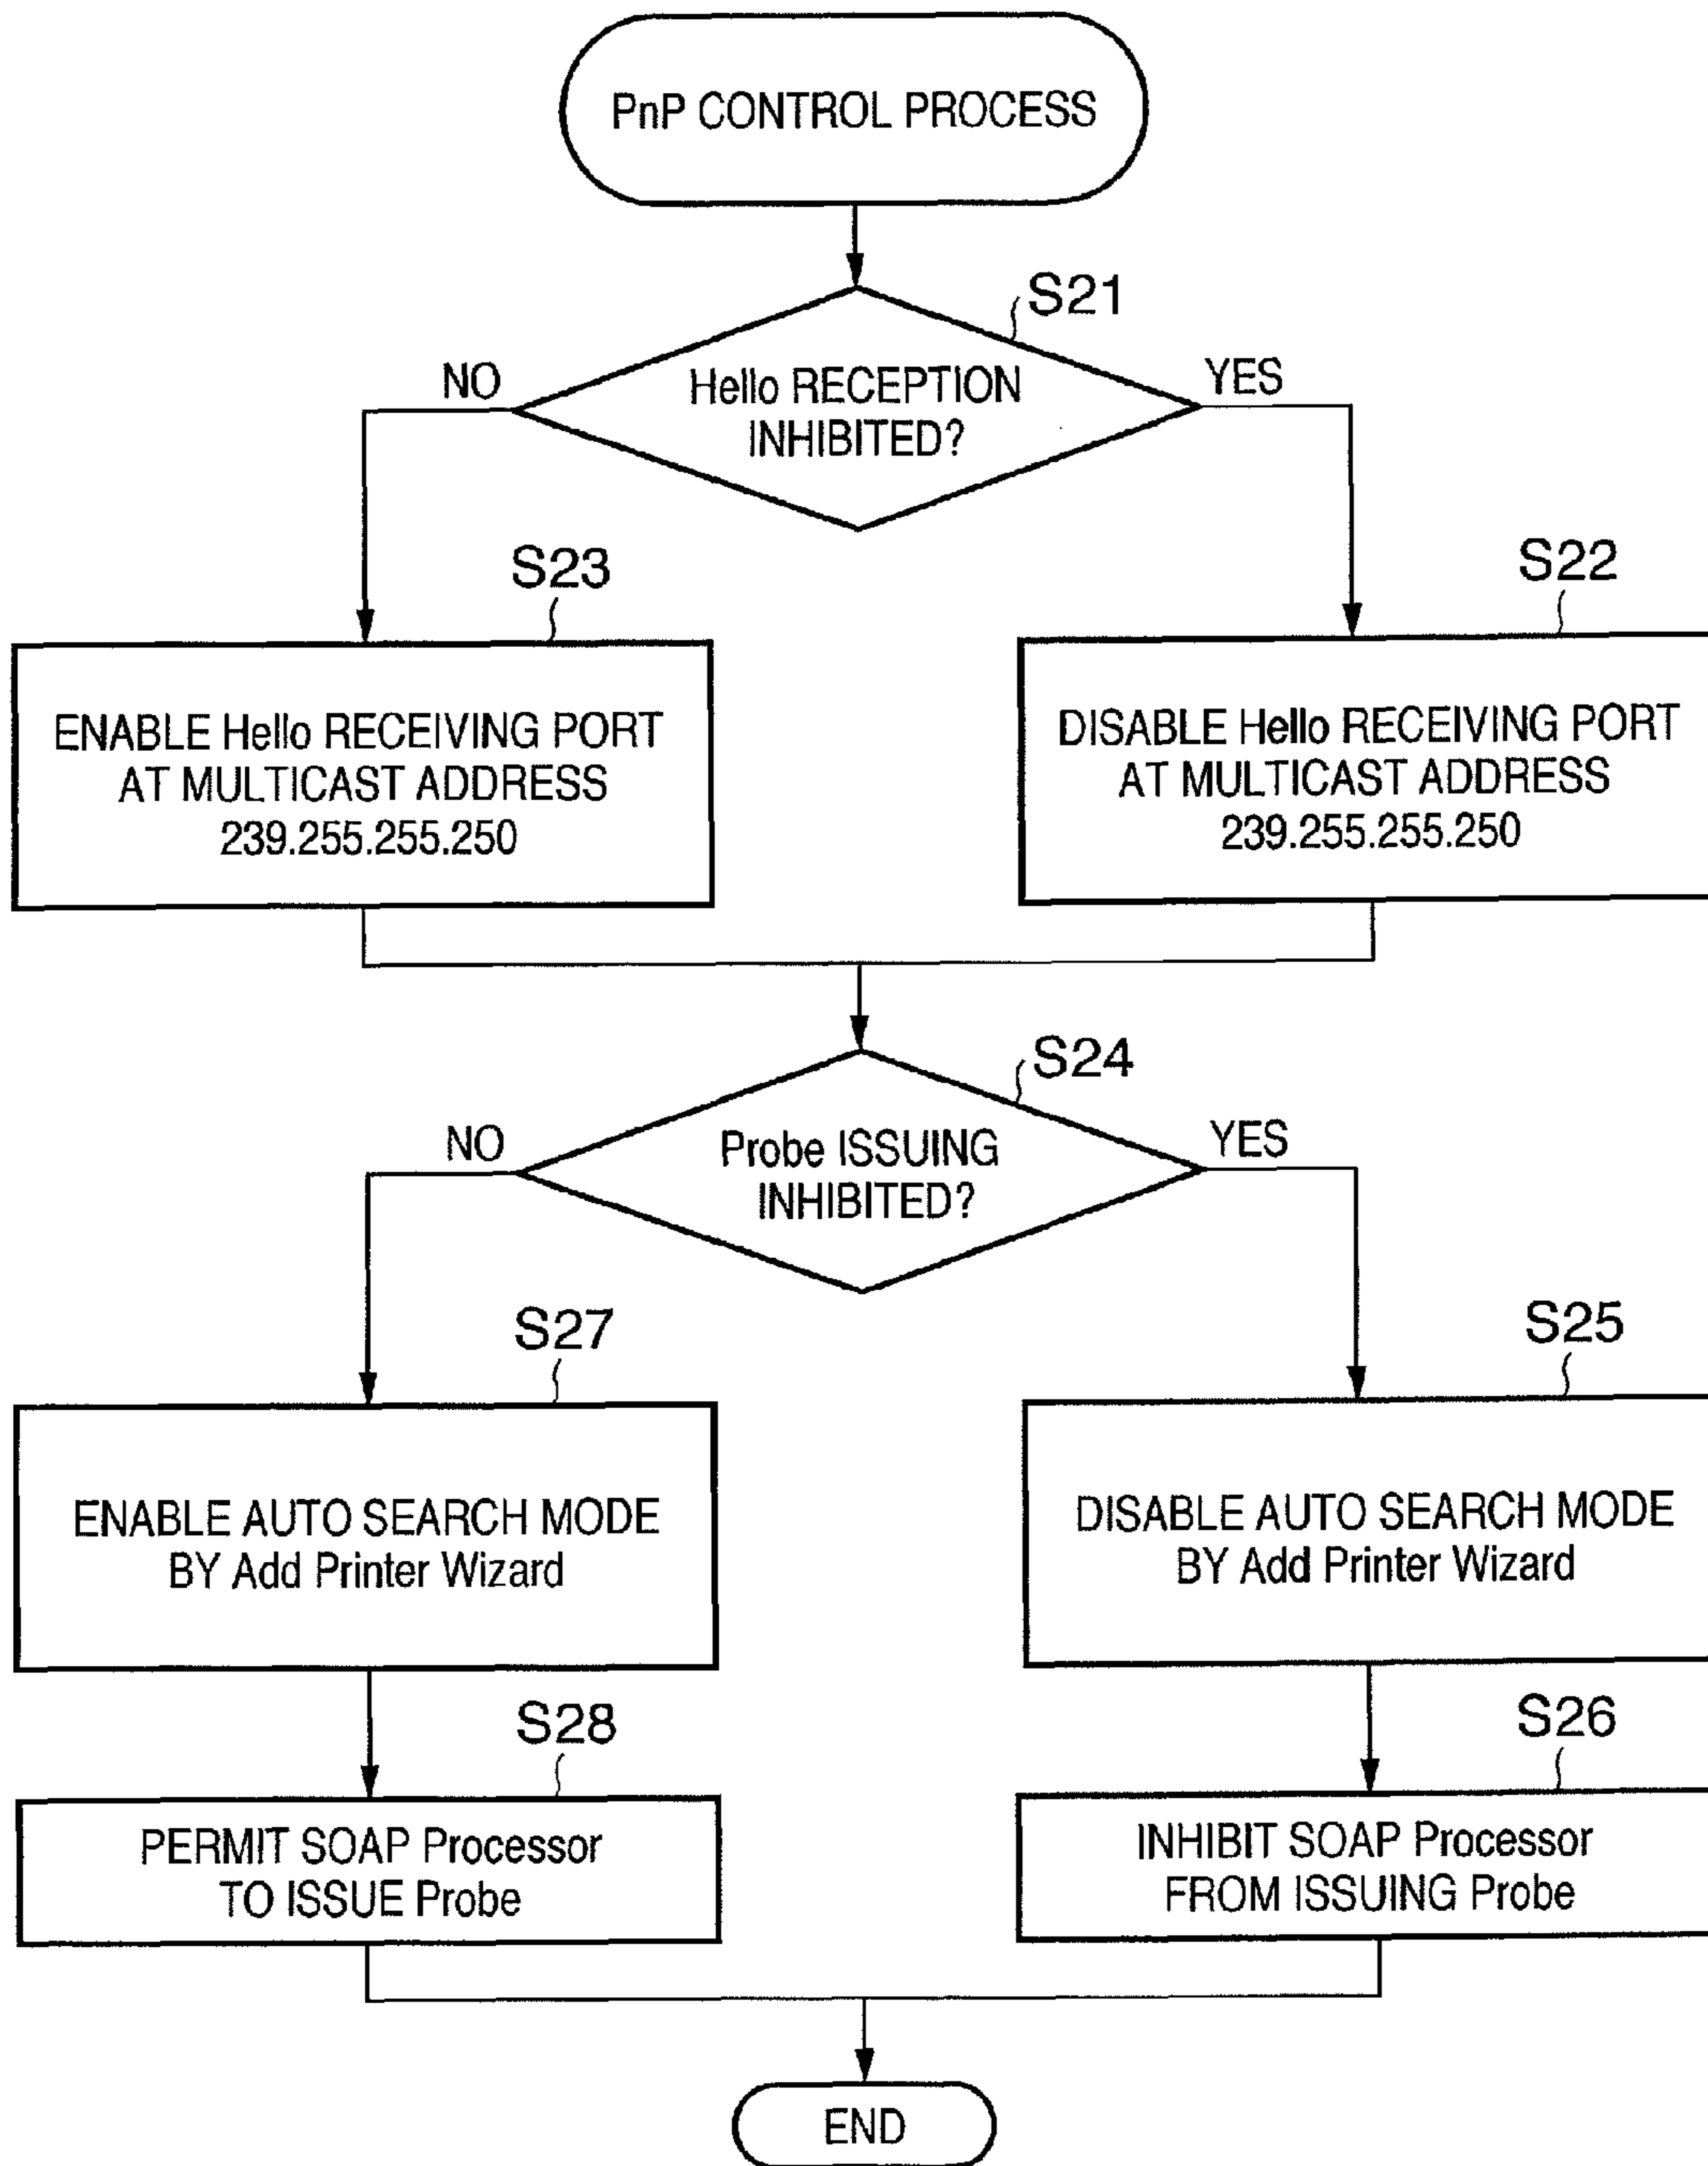 PnP CONTROL PROCESS
S21
NO
Hello RECEPTION
INHIBITED?
YES
S23
ENABLE Hello RECEIVING PORT
AT MULTICAST ADDRESS
239.255.255.250
S22
DISABLE Hello RECEIVING PORT
AT MULTICAST ADDRESS
239.255.255.250
S24
NO
Probe ISSUING
INHIBITED?
YES
S27
ENABLE AUTO SEARCH MODE
BY Add Printer Wizard
S25
DISABLE AUTO SEARCH MODE
BY Add Printer Wizard
S28
PERMIT SOAP Processor
TO ISSUE Probe
S26
INHIBIT SOAP Processor
FROM ISSUING Probe
END